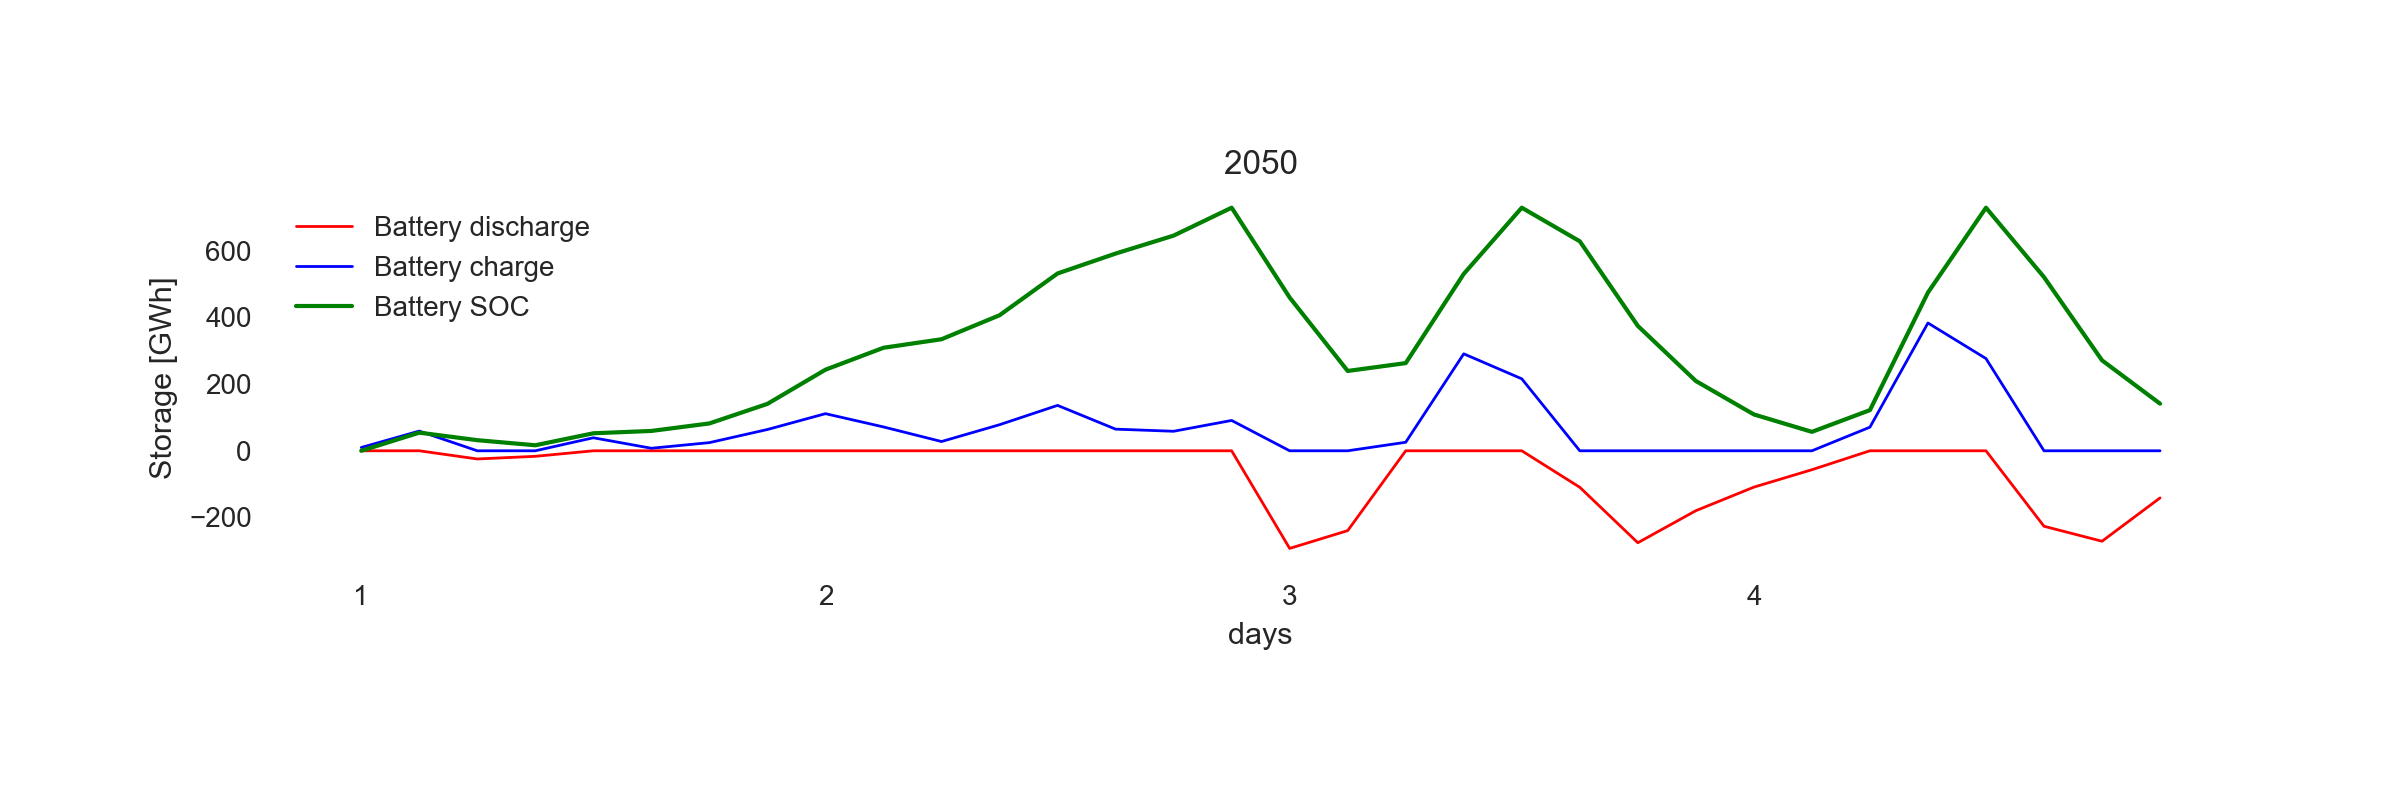 2050
Battery discharge
Battery charge
Battery SOC
Storage [GWh]
600
400
200
0
−200
1 2 3 4
days